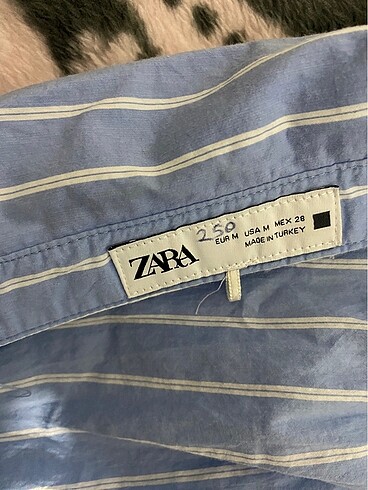 250
EUR M USA M MEX 28
ZARA
MADE IN TURKEY